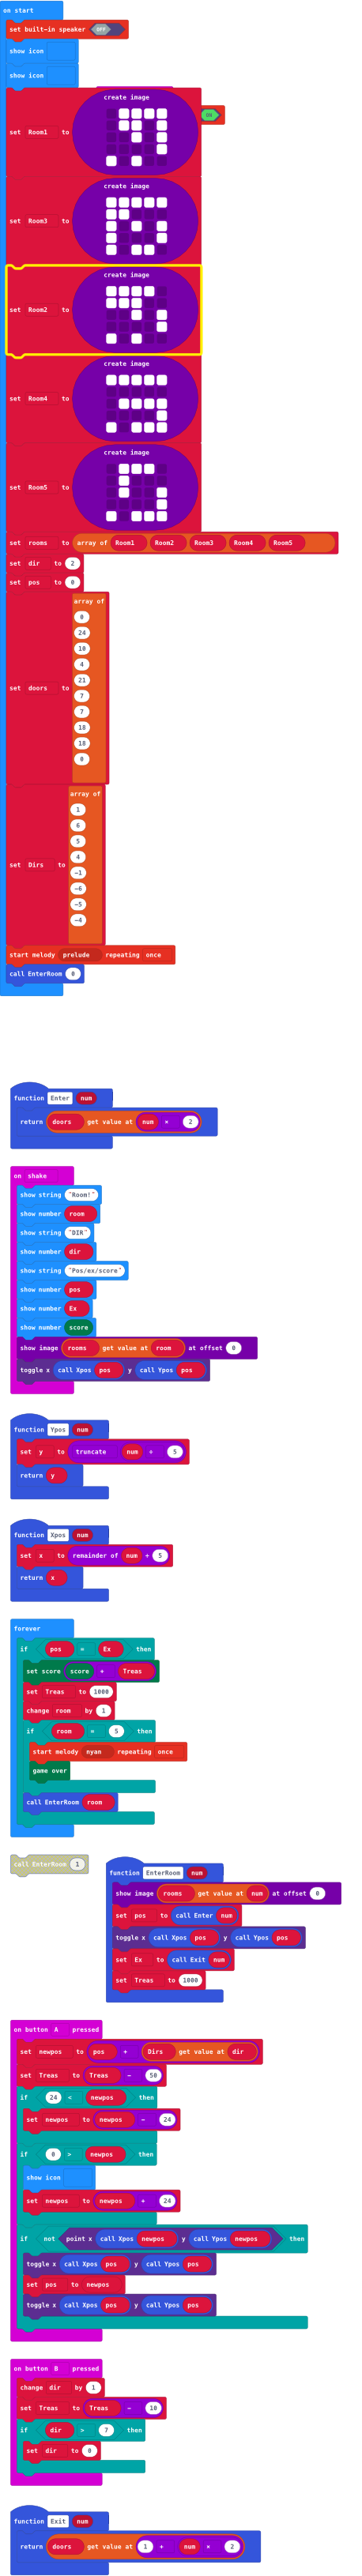 on start
set built-in speaker OFF
show icon
show icon
create image
ON
set Room1 to
create image
set Room3 to
create image
set Room2 to
create image
set Room4 to
create image
set Room5 to
set rooms to array of Room1 Room2 Room3 Room4 Room5
set dir to 2
set pos to 0
array of
0
24
10
4
21
7
set doors to
7
18
18
0
array of
1
6
5
4
set Dirs to
-1
-6
-5
-4
start melody prelude repeating once
call EnterRoom 0
function Enter num
return doors get value at num × 2
on shake
show string "Room!"
show number room
show string "DIR"
show number dir
show string "Pos/ex/score"
show number pos
show number Ex
show number score
show image rooms get value at room at offset 0
toggle x call Xpos pos y call Ypos pos
function Ypos num
set y to truncate num ÷ 5
return y
function Xpos num
set x to remainder of num ÷ 5
return x
forever
if pos = Ex then
set score score + Treas
set Treas to 1000
change room by 1
if room = 5 then
start melody nyan repeating once
game over
call EnterRoom room
call EnterRoom 1
function EnterRoom num
show image rooms get value at num at offset 0
set pos to call Enter num
toggle x call Xpos pos y call Ypos pos
set Ex to call Exit num
set Treas to 1000
on button A pressed
set newpos to pos + Dirs get value at dir
set Treas to Treas - 50
if 24 < newpos then
set newpos to newpos - 24
if 0 > newpos then
show icon
set newpos to newpos + 24
if not point x call Xpos newpos y call Ypos newpos then
toggle x call Xpos pos y call Ypos pos
set pos to newpos
toggle x call Xpos pos y call Ypos pos
on button B pressed
change dir by 1
set Treas to Treas - 10
if dir > 7 then
set dir to 0
function Exit num
return doors get value at 1 + num × 2